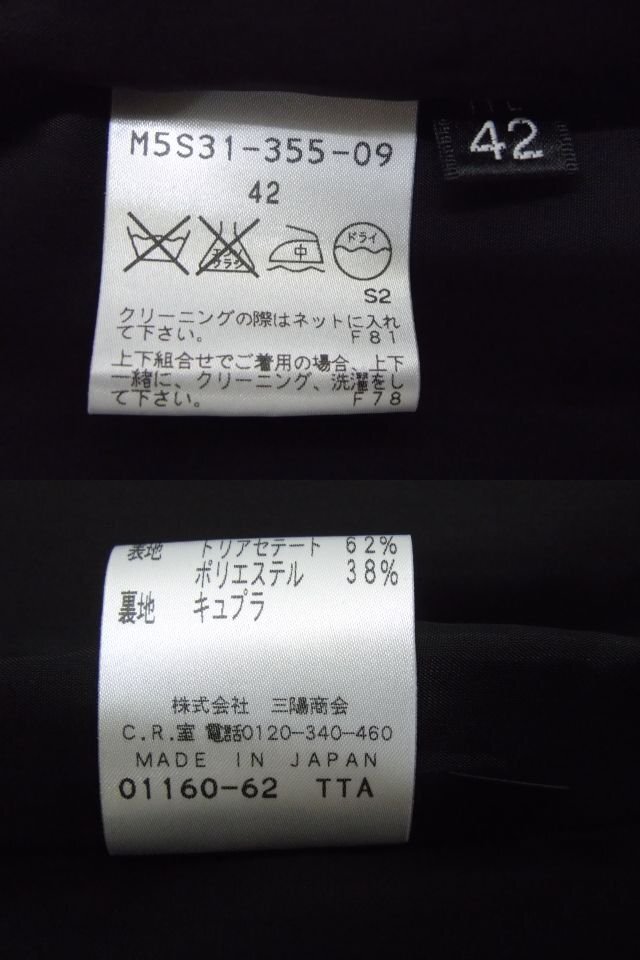 M5S31-355-09
42
42
エンソ
クサラ
中
ドライ
S2
クリーニングの際はネットに入れ
て下さい。 F81
上下組合せでご着用の場合、上下
一緒に、クリーニング、洗濯をし
て下さい。 F78
表地 トリアセテート 62%
ポリエステル 38%
裏地 キュプラ
株式会社 三陽商会
C.R.室 電話0120-340-460
MADE IN JAPAN
01160-62 TTA